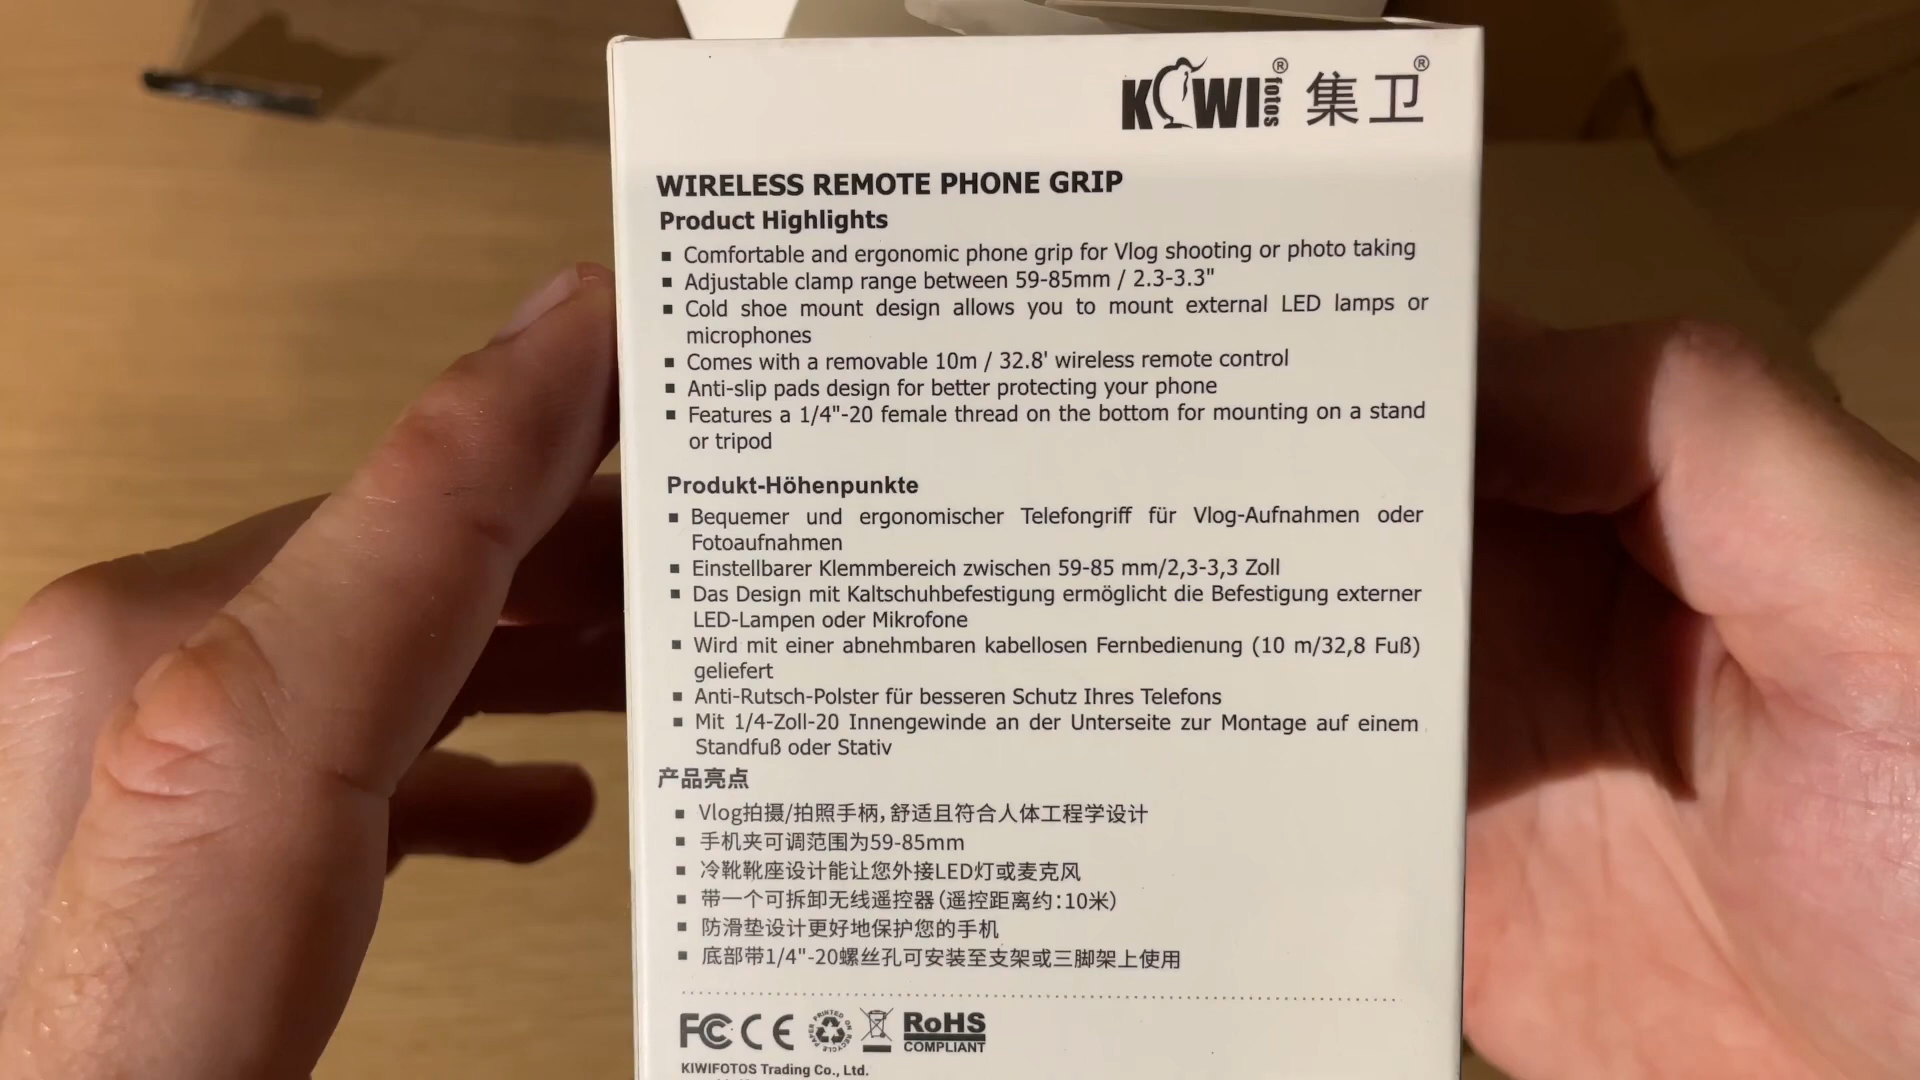 KIWI fotos® 集卫®
WIRELESS REMOTE PHONE GRIP
Product Highlights
▪ Comfortable and ergonomic phone grip for Vlog shooting or photo taking
▪ Adjustable clamp range between 59-85mm / 2.3-3.3"
▪ Cold shoe mount design allows you to mount external LED lamps or
microphones
▪ Comes with a removable 10m / 32.8' wireless remote control
▪ Anti-slip pads design for better protecting your phone
▪ Features a 1/4"-20 female thread on the bottom for mounting on a stand
or tripod
Produkt-Höhenpunkte
▪ Bequemer und ergonomischer Telefongriff für Vlog-Aufnahmen oder
Fotoaufnahmen
▪ Einstellbarer Klemmbereich zwischen 59-85 mm/2,3-3,3 Zoll
▪ Das Design mit Kaltschuhbefestigung ermöglicht die Befestigung externer
LED-Lampen oder Mikrofone
▪ Wird mit einer abnehmbaren kabellosen Fernbedienung (10 m/32,8 Fuß)
geliefert
▪ Anti-Rutsch-Polster für besseren Schutz Ihres Telefons
▪ Mit 1/4-Zoll-20 Innengewinde an der Unterseite zur Montage auf einem
Standfuß oder Stativ
产品亮点
▪ Vlog拍摄/拍照手柄,舒适且符合人体工程学设计
▪ 手机夹可调范围为59-85mm
▪ 冷靴靴座设计能让您外接LED灯或麦克风
▪ 带一个可拆卸无线遥控器(遥控距离约:10米)
▪ 防滑垫设计更好地保护您的手机
▪ 底部带1/4"-20螺丝孔可安装至支架或三脚架上使用
FC CE PRINTED ON RECYCLE PAPER RoHS
COMPLIANT
KIWIFOTOS Trading Co., Ltd.